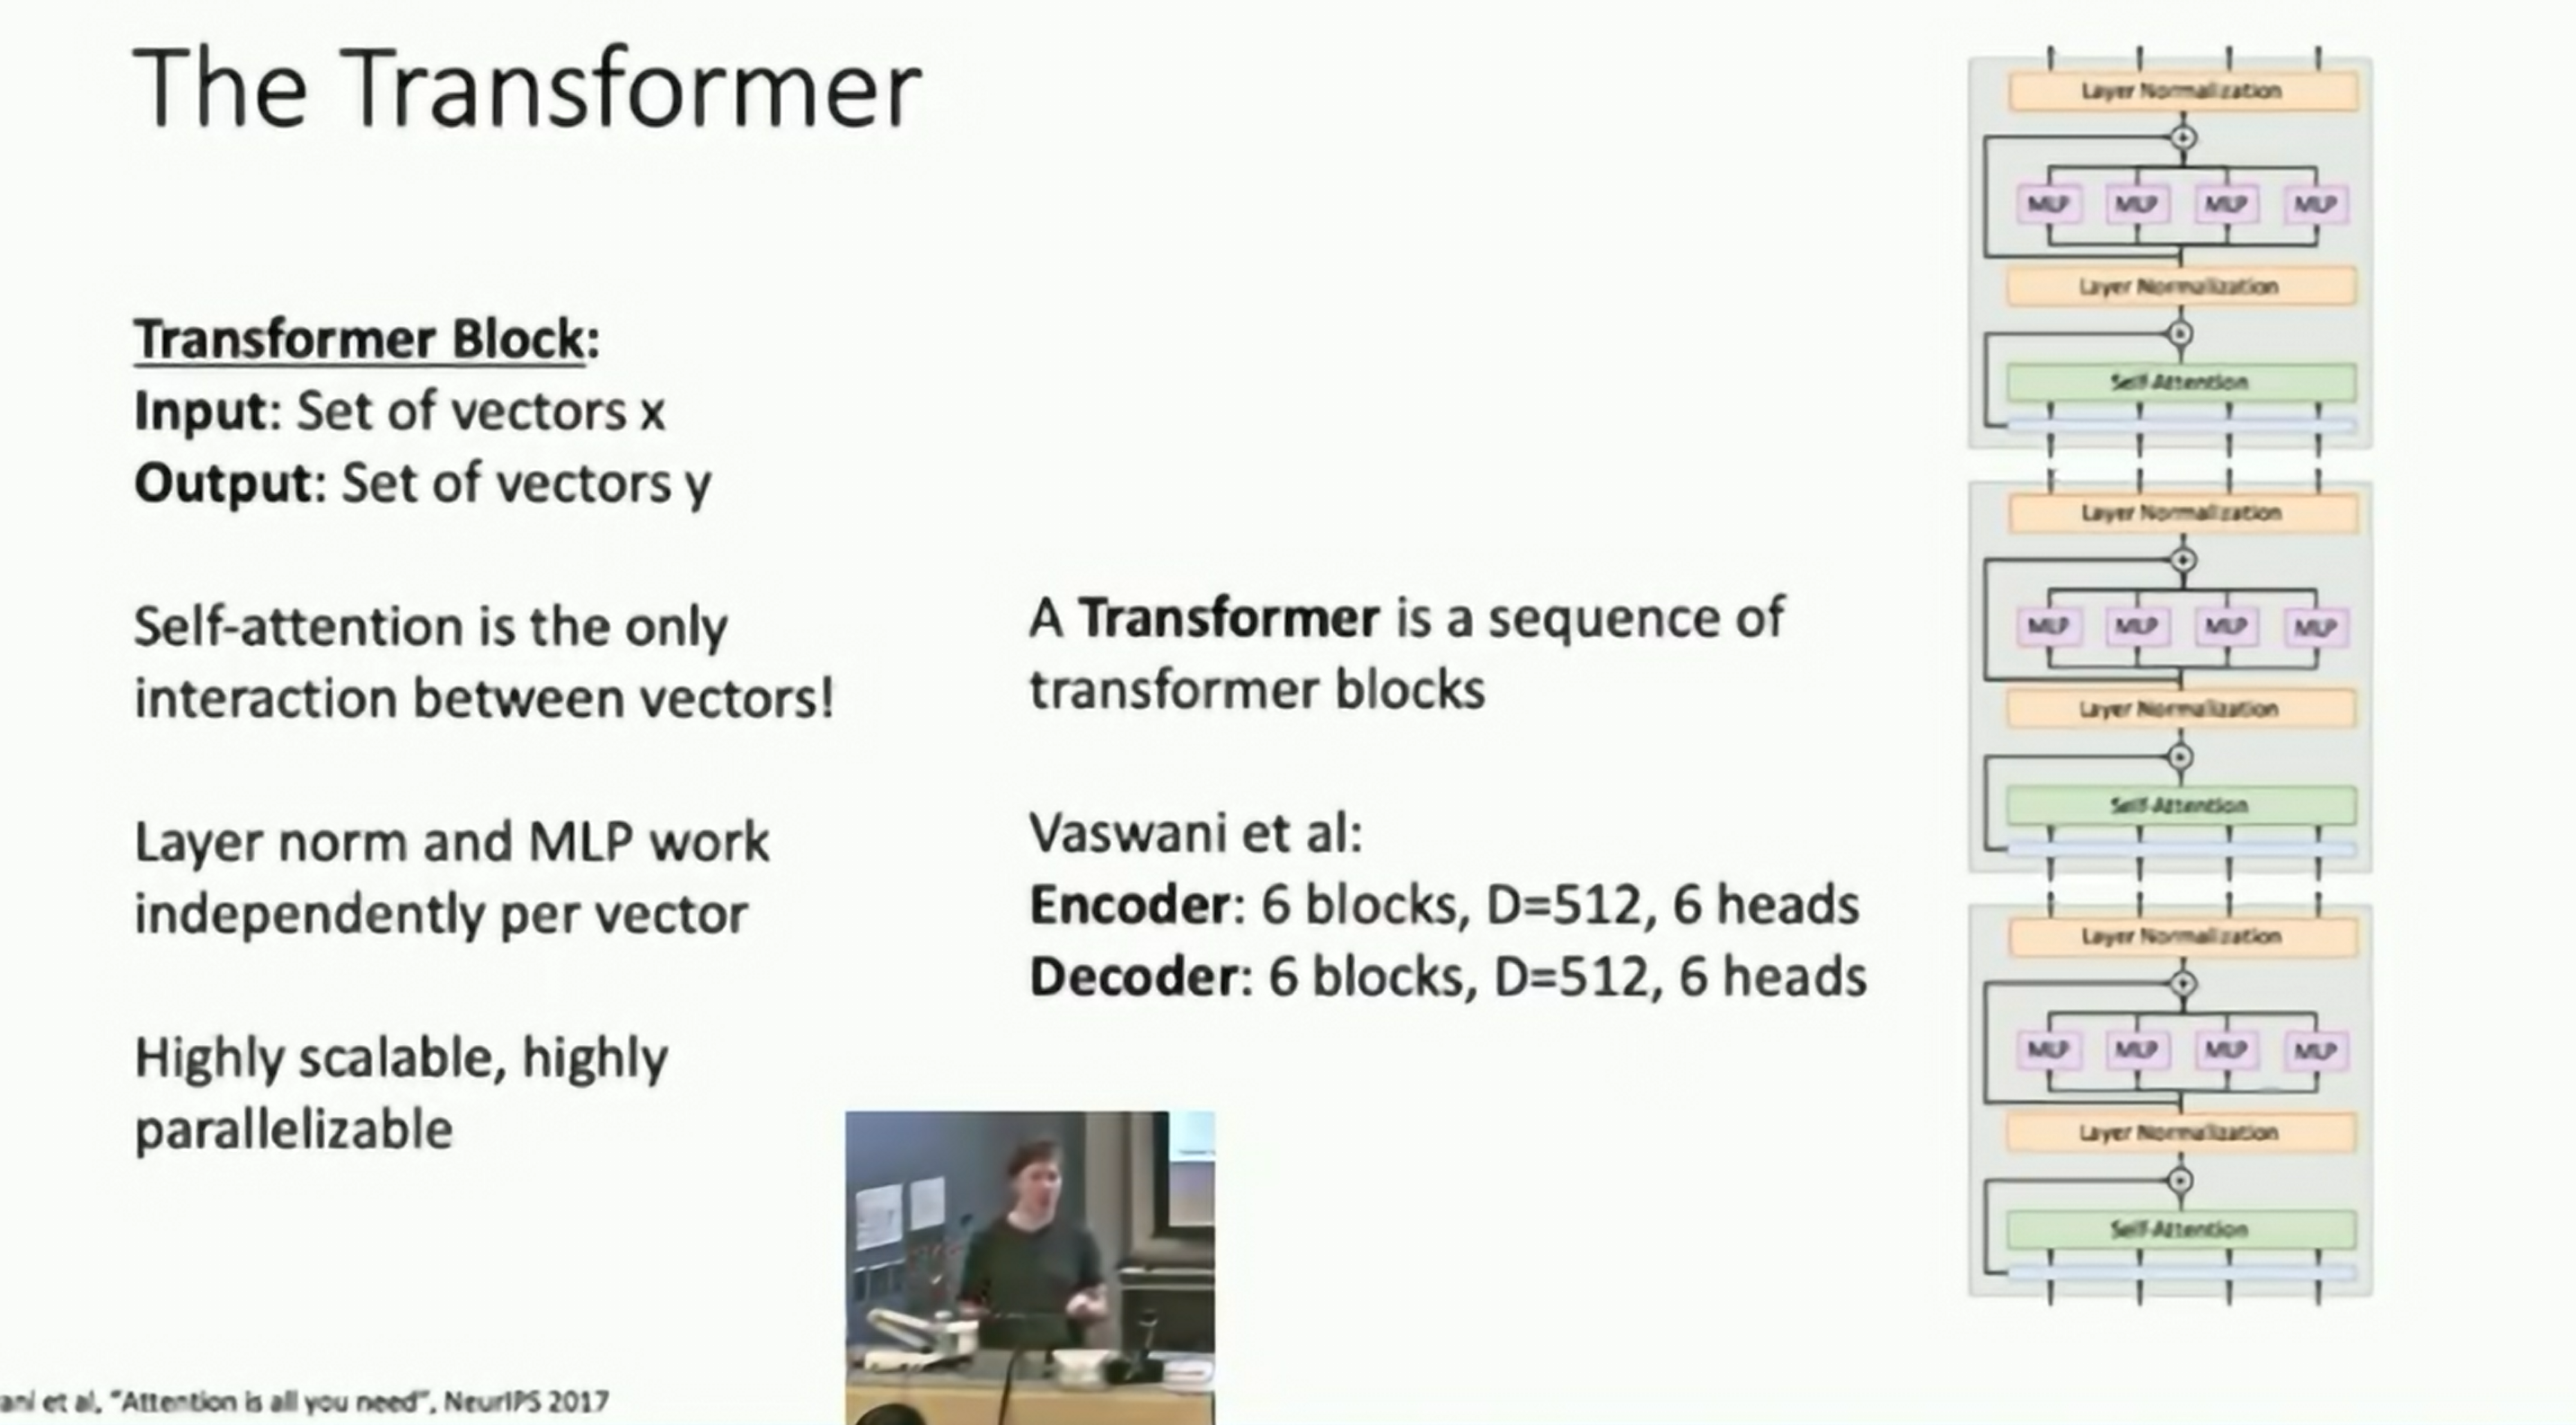 The Transformer
Transformer Block:
Input: Set of vectors x
Output: Set of vectors y
Self-attention is the only
interaction between vectors!
Layer norm and MLP work
independently per vector
Highly scalable, highly
parallelizable
A Transformer is a sequence of
transformer blocks
Vaswani et al:
Encoder: 6 blocks, D=512, 6 heads
Decoder: 6 blocks, D=512, 6 heads
Layer Normalization
MLP MLP MLP MLP
Layer Normalization
Self-Attention
Layer Normalization
MLP MLP MLP MLP
Layer Normalization
Self-Attention
Layer Normalization
MLP MLP MLP MLP
Layer Normalization
Self-Attention
ani et al, "Attention is all you need", NeurIPS 2017